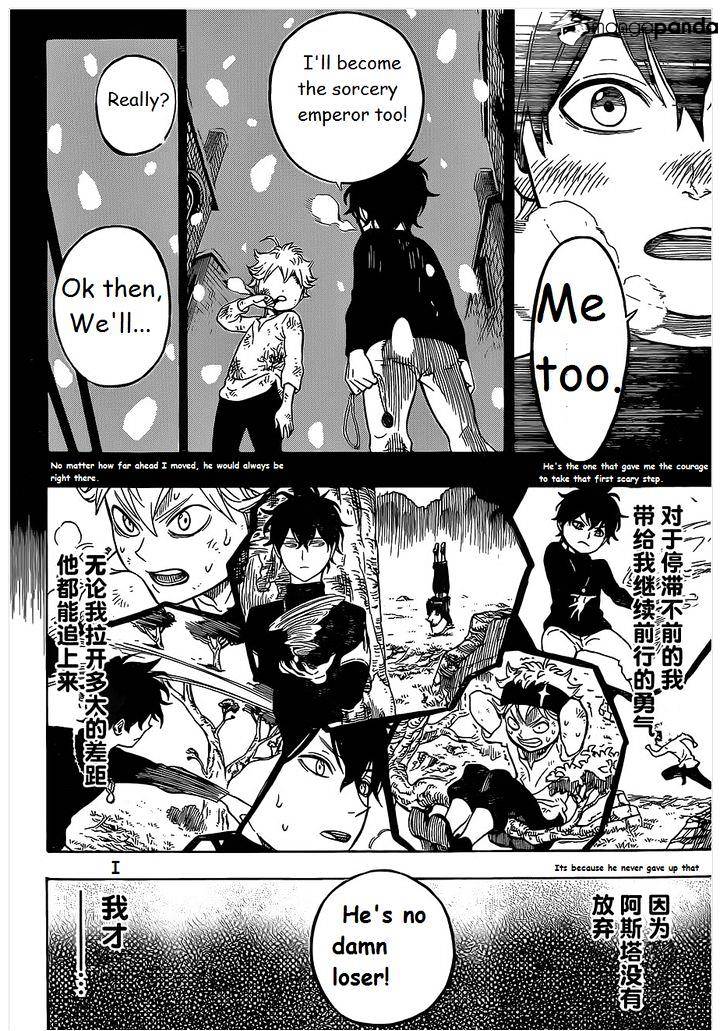 mangapanda
Me
too.
I'll become
the sorcery
emperor too!
Really?
Ok then,
We'll...
He's the one that gave me the courage
to take that first scary step.
No matter how far ahead I moved, he would always be
right there.
对于停滞不前的我
带给我继续前行的勇气
无论我拉开多大的差距
他都能追上来
Its because he never gave up that
I
因为
阿斯塔没有
放弃
He's no
damn
loser!
我才
……